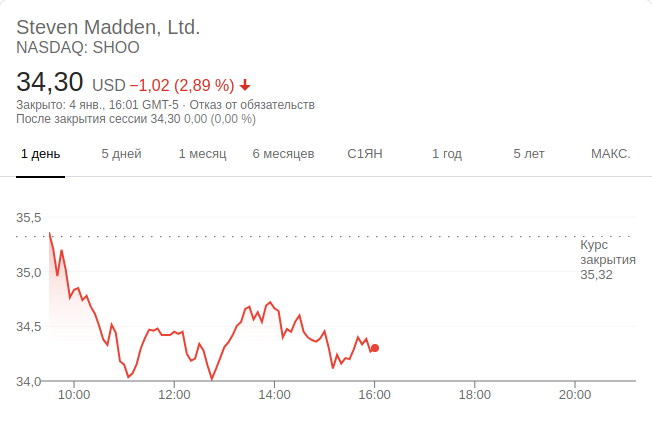 Steven Madden, Ltd.
NASDAQ: SHOO
34,30 USD −1,02 (2,89 %)
Закрыто: 4 янв., 16:01 GMT-5 · Отказ от обязательств
После закрытия сессии 34,30 0,00 (0,00 %)
1 день 5 дней 1 месяц 6 месяцев С1ЯН 1 год 5 лет МАКС.
35,5
Курс
закрытия
35,32
35,0
34,5
34,0
10:00 12:00 14:00 16:00 18:00 20:00